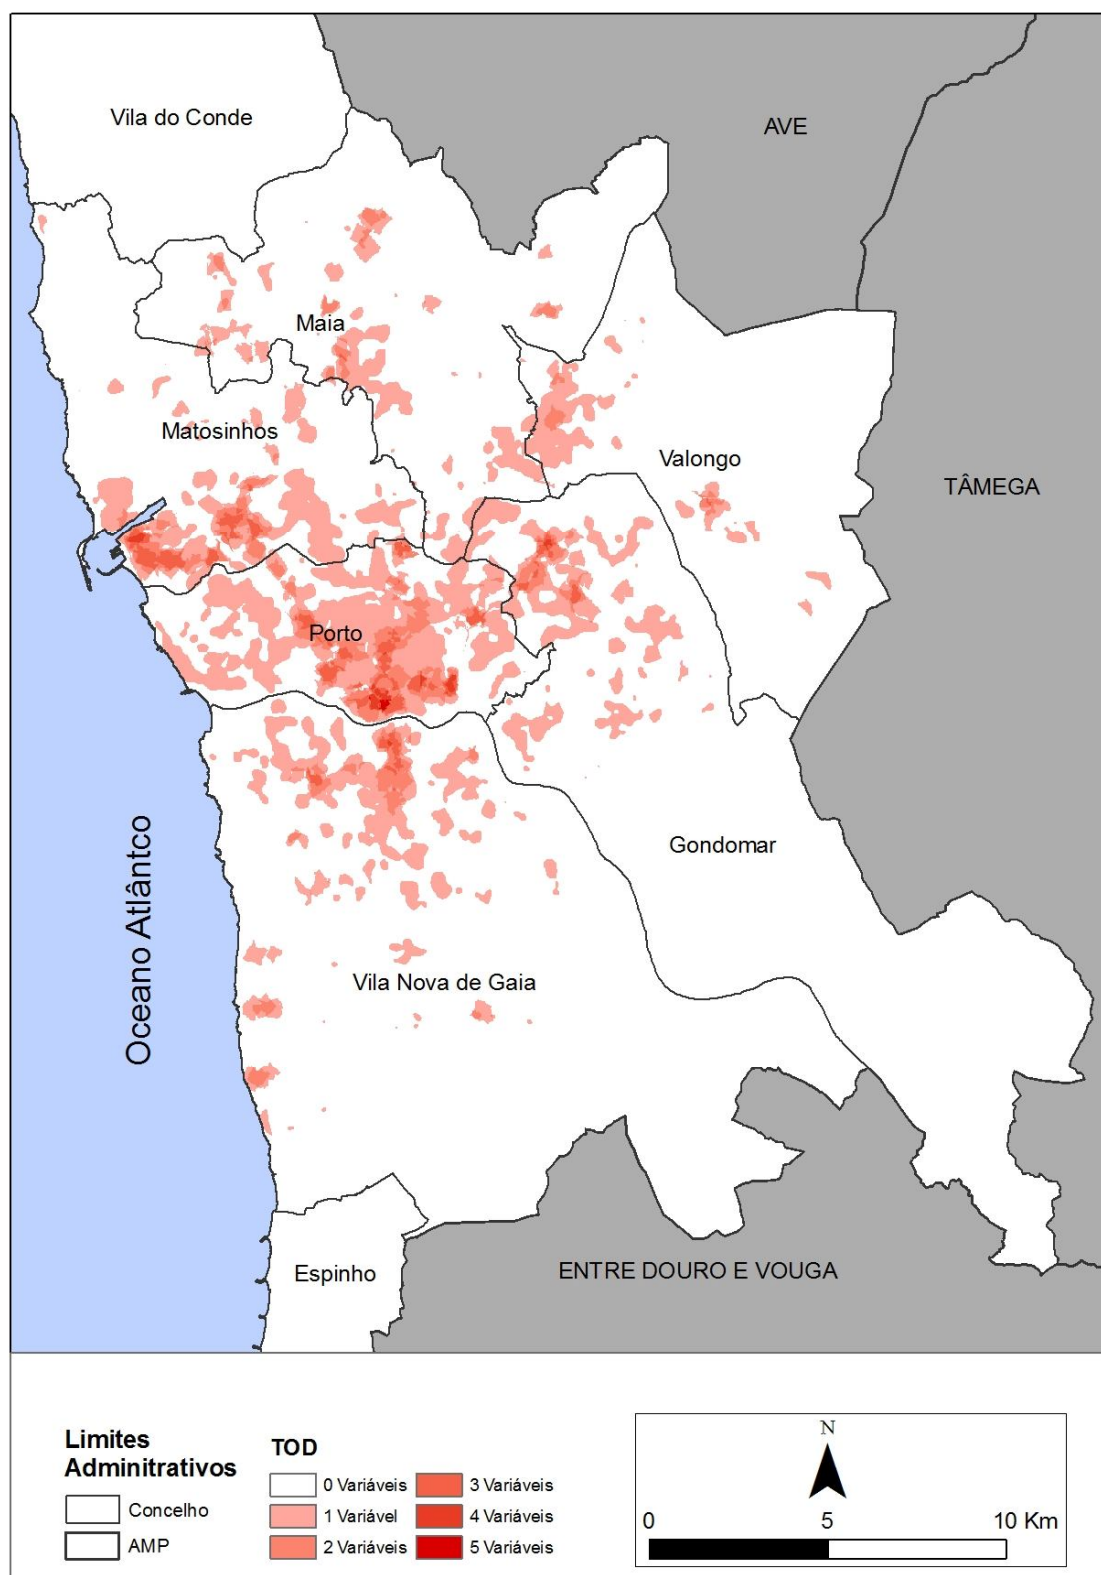 Vila do Conde
AVE
Maia
Matosinhos
Valongo
TÂMEGA
Porto
Gondomar
Oceano Atlântco
Vila Nova de Gaia
Espinho
ENTRE DOURO E VOUGA
Limites
Adminitrativos
Concelho
AMP
TOD
0 Variáveis
1 Variável
2 Variáveis
3 Variáveis
4 Variáveis
5 Variáveis
N
0 5 10 Km